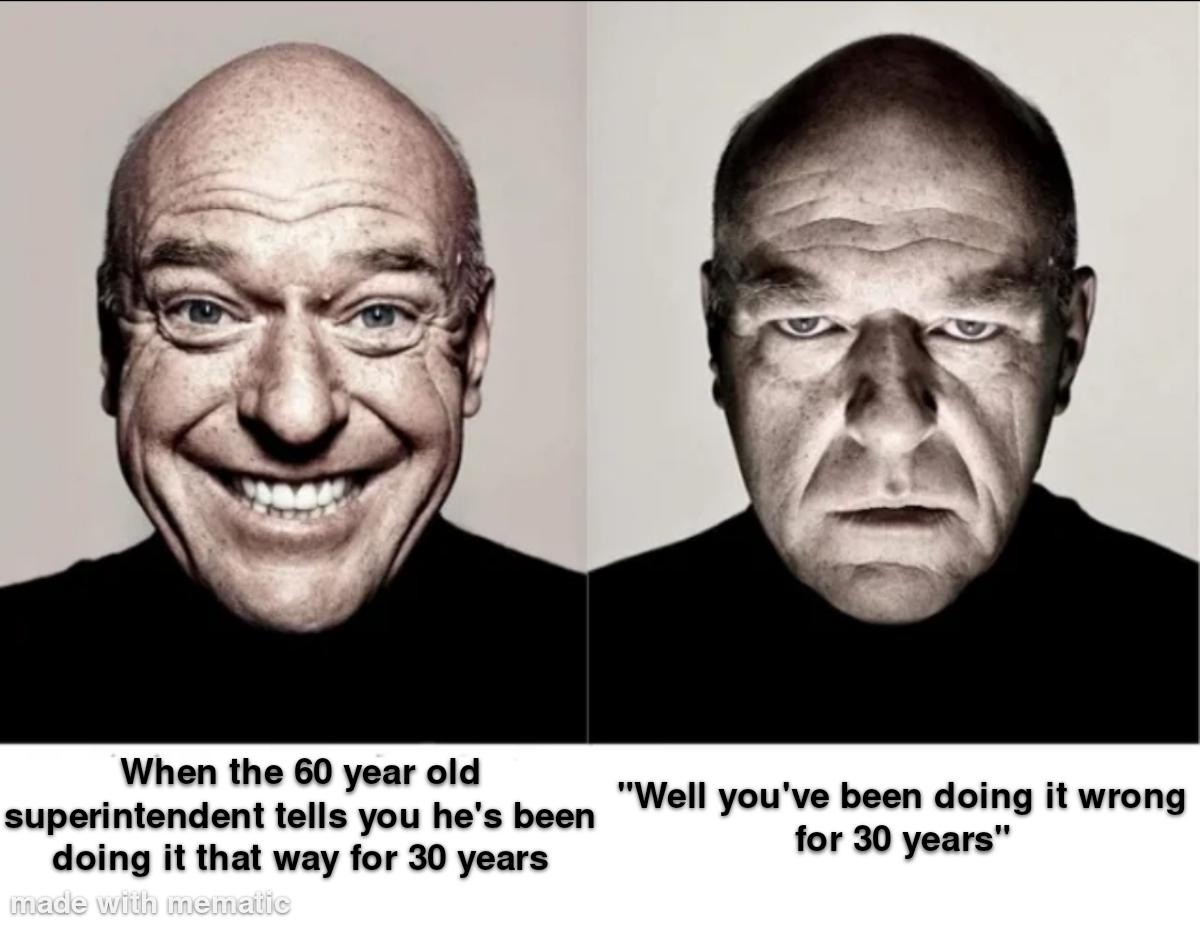 When the 60 year old
superintendent tells you he's been
doing it that way for 30 years
"Well you've been doing it wrong
for 30 years"
made with mematic